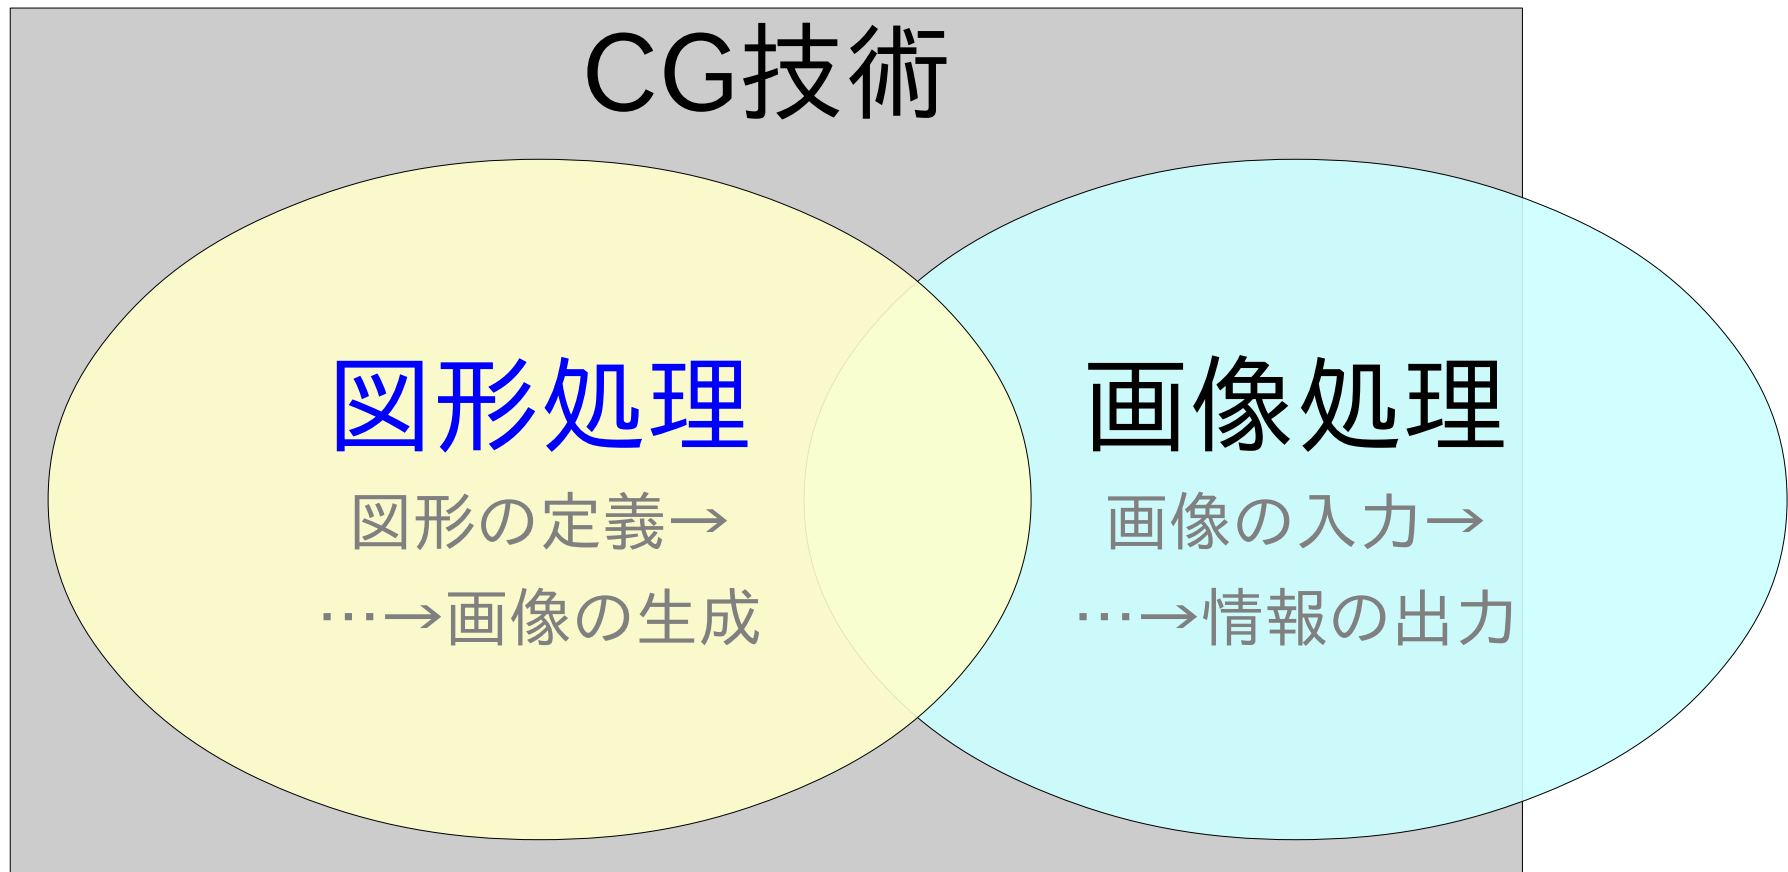 CG技術
図形処理
図形の定義→
…→画像の生成
画像処理
画像の入力→
…→情報の出力